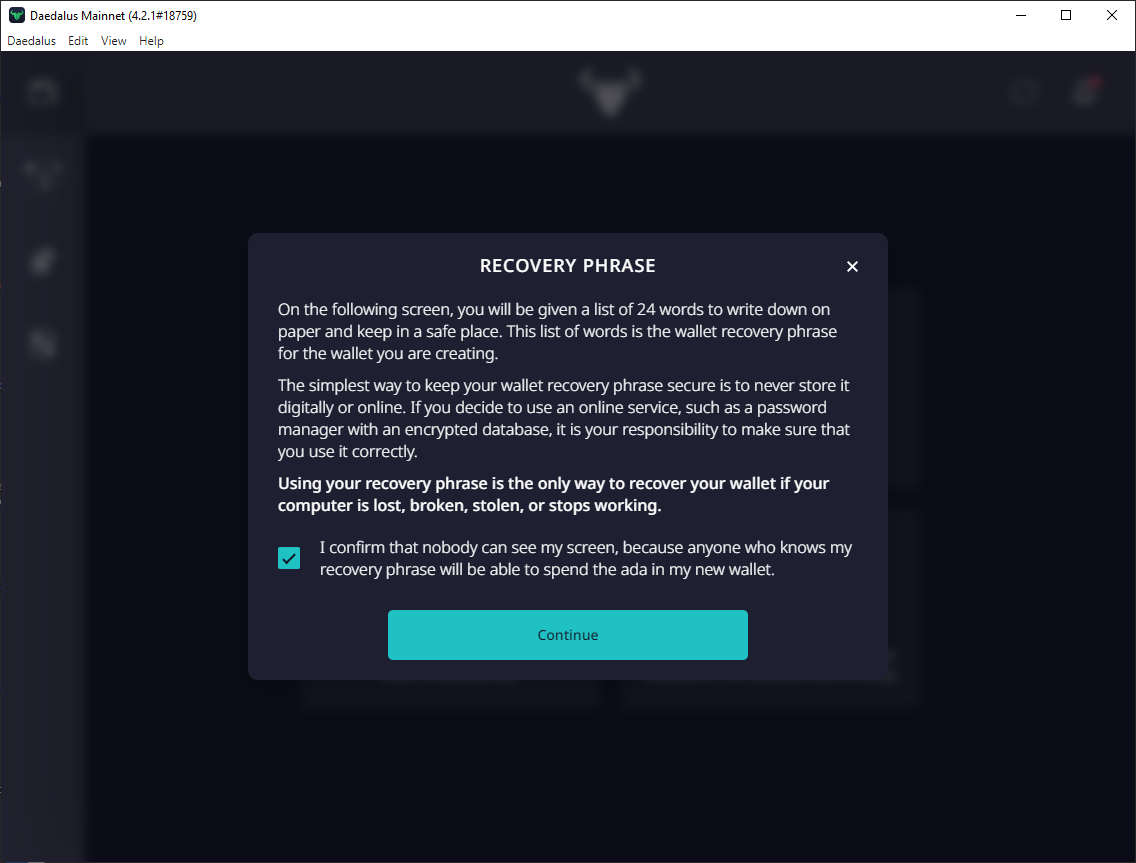 Daedalus Mainnet (4.2.1#18759)
Daedalus Edit View Help
RECOVERY PHRASE
On the following screen, you will be given a list of 24 words to write down on
paper and keep in a safe place. This list of words is the wallet recovery phrase
for the wallet you are creating.
The simplest way to keep your wallet recovery phrase secure is to never store it
digitally or online. If you decide to use an online service, such as a password
manager with an encrypted database, it is your responsibility to make sure that
you use it correctly.
Using your recovery phrase is the only way to recover your wallet if your
computer is lost, broken, stolen, or stops working.
I confirm that nobody can see my screen, because anyone who knows my
recovery phrase will be able to spend the ada in my new wallet.
Continue